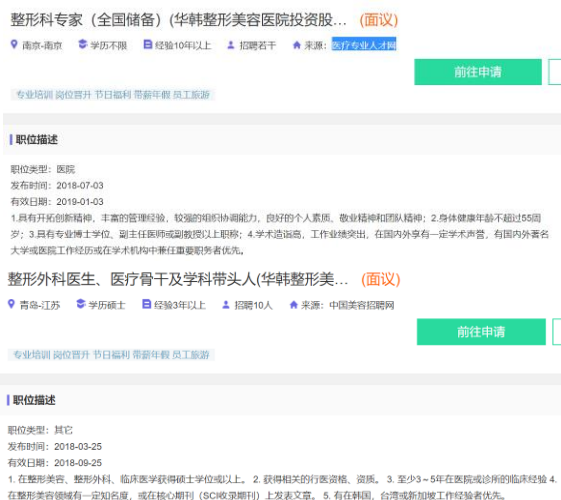 整形科专家（全国储备）(华韩整形美容医院投资股... (面议)
南京-南京 学历不限 经验10年以上 招聘若干 来源：医疗专业人才网
前往申请
专业培训 岗位晋升 节日福利 带薪年假 员工旅游
职位描述
职位类型：医院
发布时间：2018-07-03
有效日期：2019-01-03
1.具有开拓创新精神，丰富的管理经验，较强的组织协调能力，良好的个人素质、敬业精神和团队精神；2.身体健康年龄不超过55周
岁；3.具有专业博士学位、副主任医师或副教授以上职称；4.学术造诣高，工作业绩突出，在国内外享有一定学术声誉，有国内外著名
大学或医院工作经历或在学术机构中兼任重要职务者优先。
整形外科医生、医疗骨干及学科带头人(华韩整形美... (面议)
青岛-江苏 学历硕士 经验3年以上 招聘10人 来源：中国美容招聘网
前往申请
专业培训 岗位晋升 节日福利 带薪年假 员工旅游
职位描述
职位类型：其它
发布时间：2018-03-25
有效日期：2018-09-25
1. 在整形美容、整形外科、临床医学获得硕士学位或以上。 2. 获得相关的行医资格、资质。 3. 至少3～5年在医院或诊所的临床经验 4.
在整形美容领域有一定知名度，或在核心期刊（SCI收录期刊）上发表文章。 5. 有在韩国，台湾或新加坡工作经验者优先。